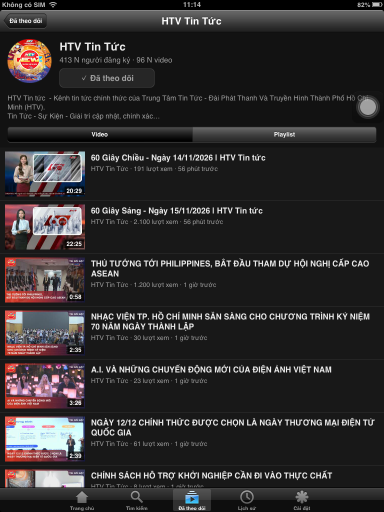 Không có SIM
11:14
82%
Đã theo dõi
HTV Tin Tức
HTV Tin Tức
413 N người đăng ký · 96 N video
✓ Đã theo dõi
HTV Tin tức - Kênh tin tức chính thức của Trung Tâm Tin Tức - Đài Phát Thanh Và Truyền Hình Thành Phố Hồ Chí
Minh (HTV).
Tin Tức - Sự Kiện - Giải trí cập nhật, chính xác…
Video
Playlist
20:29
60 Giây Chiều - Ngày 14/11/2026 | HTV Tin tức
HTV Tin Tức · 191 lượt xem · 56 phút trước
22:25
60 Giây Sáng - Ngày 15/11/2026 | HTV Tin tức
HTV Tin Tức · 2.100 lượt xem · 56 phút trước
0:58
THỦ TƯỚNG TỚI PHILIPPINES, BẮT ĐẦU THAM DỰ HỘI NGHỊ CẤP CAO
ASEAN
HTV Tin Tức · 1.200 lượt xem · 1 giờ trước
2:35
NHẠC VIỆN TP. HỒ CHÍ MINH SẴN SÀNG CHO CHƯƠNG TRÌNH KỶ NIỆM
70 NĂM NGÀY THÀNH LẬP
HTV Tin Tức · 30 lượt xem · 1 giờ trước
3:26
A.I. VÀ NHỮNG CHUYỂN ĐỘNG MỚI CỦA ĐIỆN ẢNH VIỆT NAM
HTV Tin Tức · 23 lượt xem · 1 giờ trước
2:39
NGÀY 12/12 CHÍNH THỨC ĐƯỢC CHỌN LÀ NGÀY THƯƠNG MẠI ĐIỆN TỬ
QUỐC GIA
HTV Tin Tức · 61 lượt xem · 1 giờ trước
CHÍNH SÁCH HỖ TRỢ KHỞI NGHIỆP CẦN ĐI VÀO THỰC CHẤT
HTV Tin Tức · 8 lượt xem · 1 giờ trước
Trang chủ
Tìm kiếm
Đã theo dõi
Lịch sử
Cài đặt